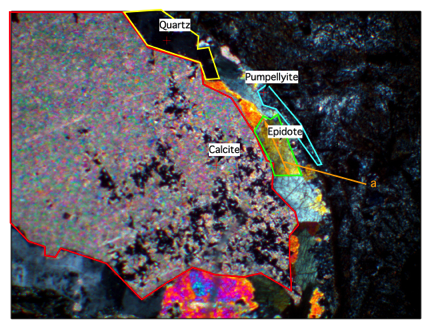 Quartz
Pumpellyite
Epidote
Calcite
a